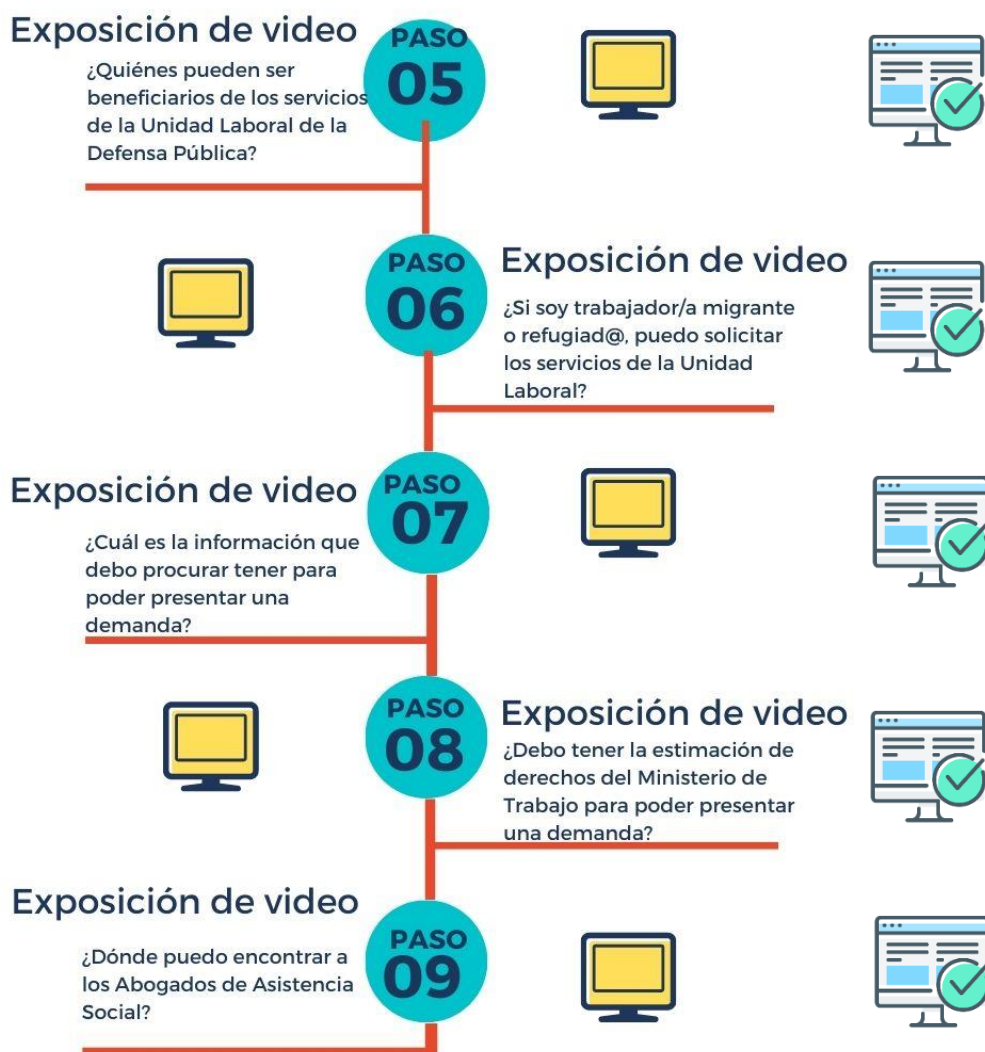 Exposición de video
PASO
05
¿Quiénes pueden ser
beneficiarios de los servicios
de la Unidad Laboral de la
Defensa Pública?
PASO
06
Exposición de video
¿Si soy trabajador/a migrante
o refugiad@, puedo solicitar
los servicios de la Unidad
Laboral?
Exposición de video
PASO
07
¿Cuál es la información que
debo procurar tener para
poder presentar una
demanda?
PASO
08
Exposición de video
¿Debo tener la estimación de
derechos del Ministerio de
Trabajo para poder presentar
una demanda?
Exposición de video
PASO
09
¿Dónde puedo encontrar a
los Abogados de Asistencia
Social?